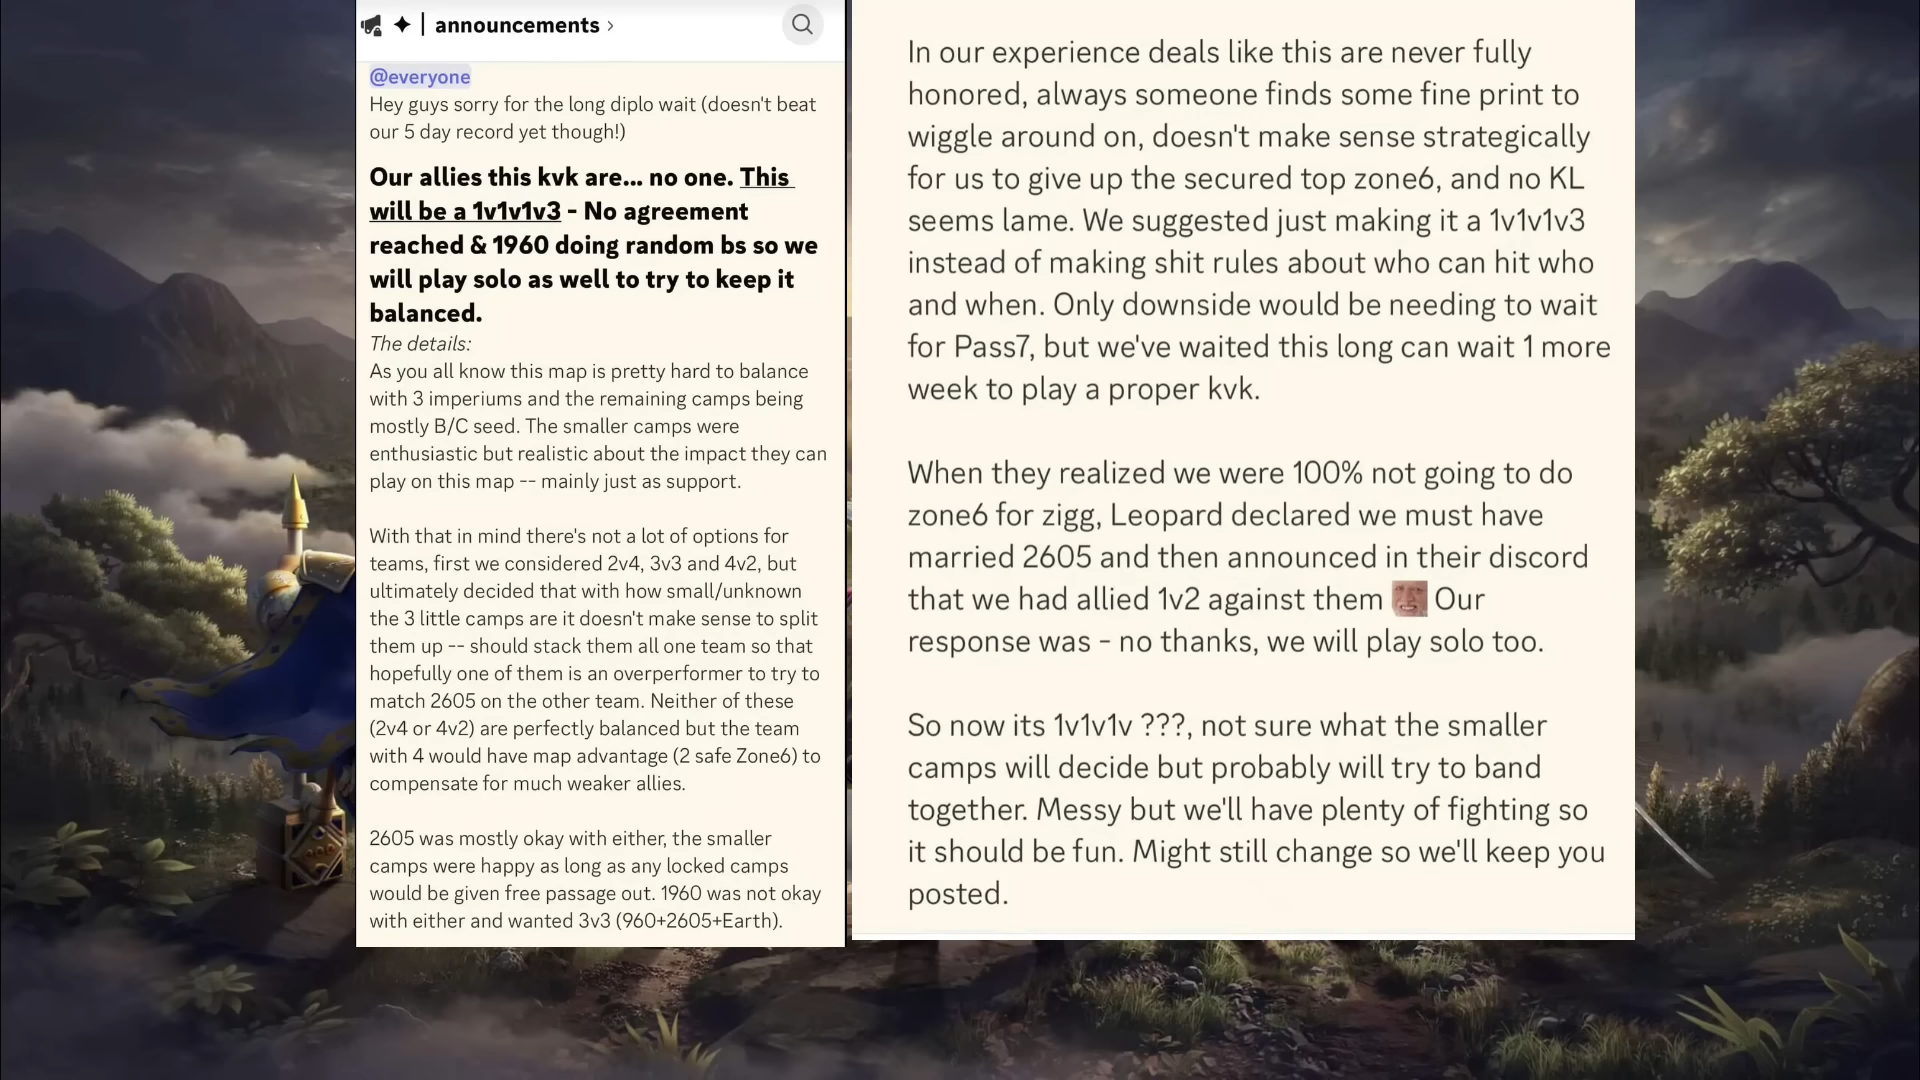 announcements
@everyone
Hey guys sorry for the long diplo wait (doesn't beat
our 5 day record yet though!)
Our allies this kvk are... no one. This
will be a 1v1v1v3 - No agreement
reached & 1960 doing random bs so we
will play solo as well to try to keep it
balanced.
The details:
As you all know this map is pretty hard to balance
with 3 imperiums and the remaining camps being
mostly B/C seed. The smaller camps were
enthusiastic but realistic about the impact they can
play on this map -- mainly just as support.
With that in mind there's not a lot of options for
teams, first we considered 2v4, 3v3 and 4v2, but
ultimately decided that with how small/unknown
the 3 little camps are it doesn't make sense to split
them up -- should stack them all one team so that
hopefully one of them is an overperformer to try to
match 2605 on the other team. Neither of these
(2v4 or 4v2) are perfectly balanced but the team
with 4 would have map advantage (2 safe Zone6) to
compensate for much weaker allies.
2605 was mostly okay with either, the smaller
camps were happy as long as any locked camps
would be given free passage out. 1960 was not okay
with either and wanted 3v3 (960+2605+Earth).
In our experience deals like this are never fully
honored, always someone finds some fine print to
wiggle around on, doesn't make sense strategically
for us to give up the secured top zone6, and no KL
seems lame. We suggested just making it a 1v1v1v3
instead of making shit rules about who can hit who
and when. Only downside would be needing to wait
for Pass7, but we've waited this long can wait 1 more
week to play a proper kvk.
When they realized we were 100% not going to do
zone6 for zigg, Leopard declared we must have
married 2605 and then announced in their discord
that we had allied 1v2 against them Our
response was - no thanks, we will play solo too.
So now its 1v1v1v ???, not sure what the smaller
camps will decide but probably will try to band
together. Messy but we'll have plenty of fighting so
it should be fun. Might still change so we'll keep you
posted.